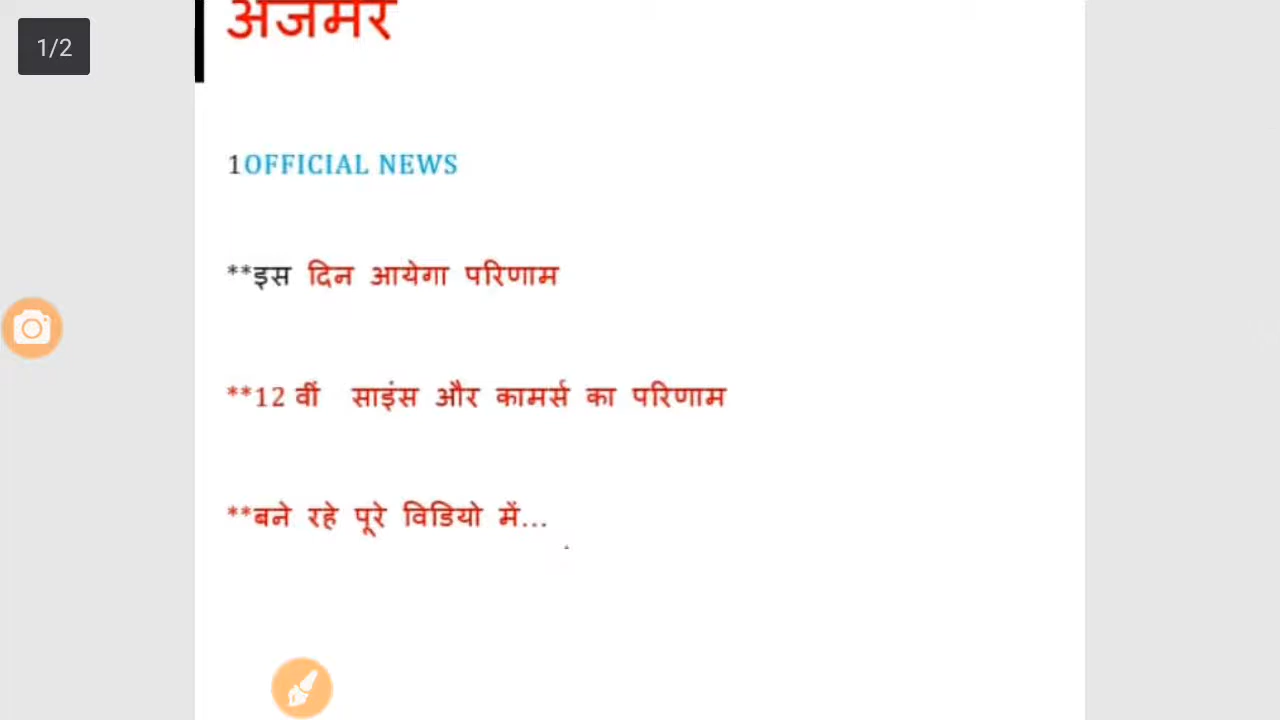 1/2
अजमेर
1OFFICIAL NEWS
**इस दिन आयेगा परिणाम
**12 वीं साइंस और कामर्स का परिणाम
**बने रहे पूरे विडियो में...